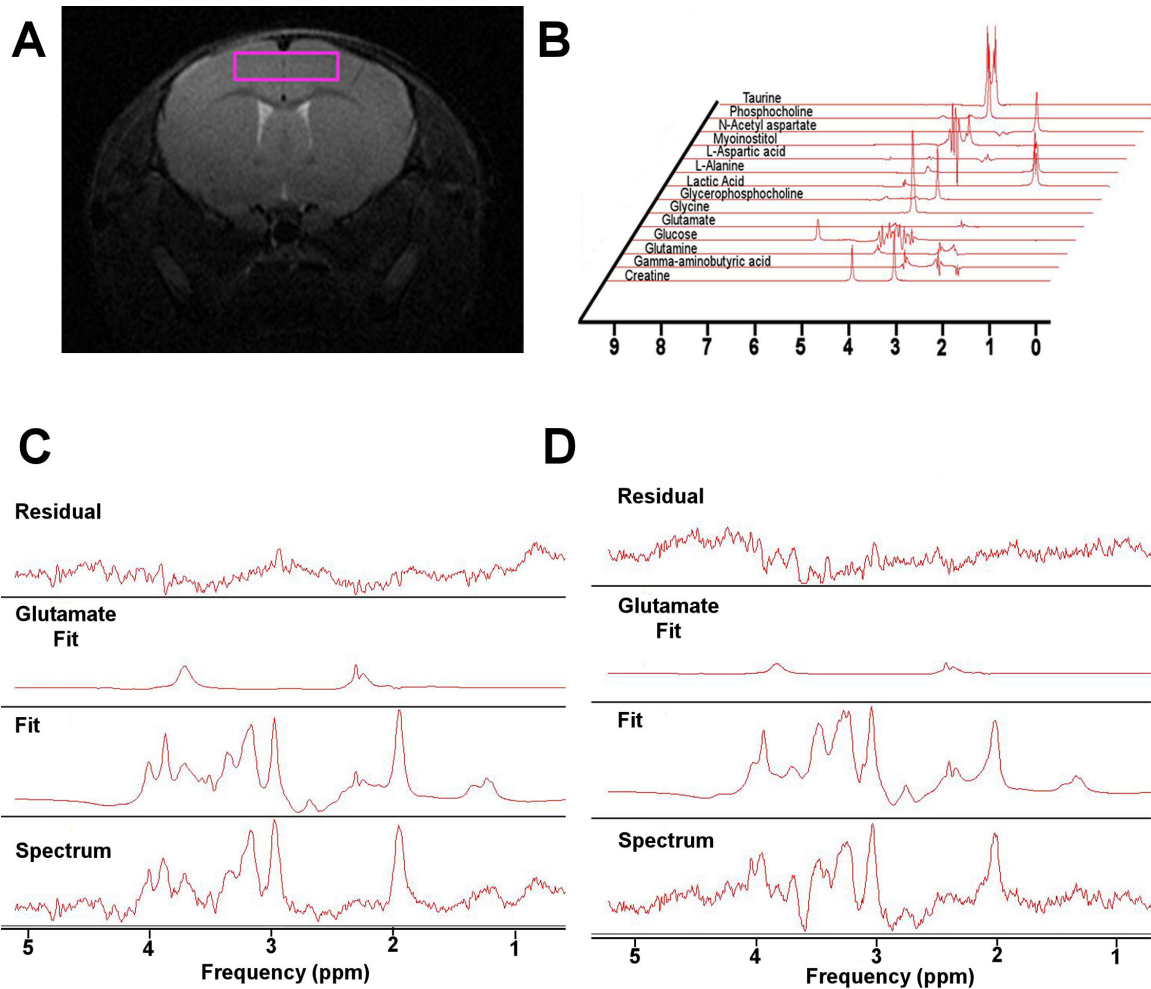 A
B
Taurine
Phosphocholine
N-Acetyl aspartate
Myoinositol
L-Aspartic acid
L-Alanine
Lactic Acid
Glycerophosphocholine
Glycine
Glutamate
Glucose
Glutamine
Gamma-aminobutyric acid
Creatine
9 8 7 6 5 4 3 2 1 0
C
Residual
Glutamate
Fit
Fit
Spectrum
5 4 3 2 1
Frequency (ppm)
D
Residual
Glutamate
Fit
Fit
Spectrum
5 4 3 2 1
Frequency (ppm)